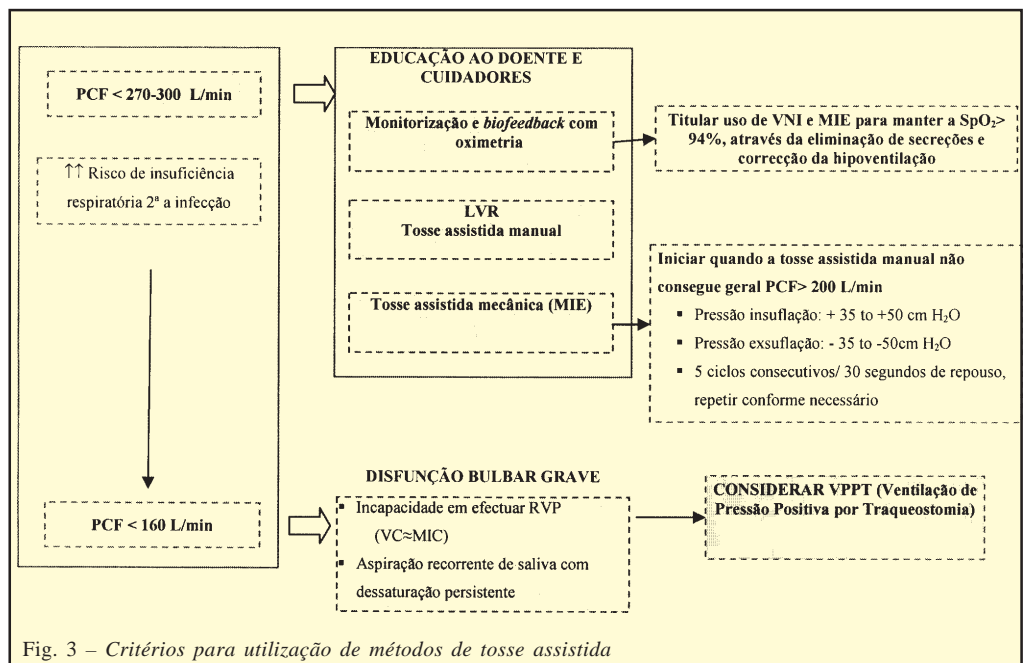 PCF < 270-300 L/min
↑↑ Risco de insuficiência
respiratória 2ª a infecção
PCF < 160 L/min
EDUCAÇÃO AO DOENTE E
CUIDADORES
Monitorização e biofeedback com
oximetria
LVR
Tosse assistida manual
Tosse assistida mecânica (MIE)
Titular uso de VNI e MIE para manter a SpO₂>
94%, através da eliminação de secreções e
correcção da hipoventilação
Iniciar quando a tosse assistida manual não
consegue geral PCF> 200 L/min
▪ Pressão insuflação: + 35 to +50 cm H₂O
▪ Pressão exsuflação: - 35 to -50cm H₂O
▪ 5 ciclos consecutivos/ 30 segundos de repouso,
repetir conforme necessário
DISFUNÇÃO BULBAR GRAVE
▪ Incapacidade em efectuar RVP
(VC≈MIC)
▪ Aspiração recorrente de saliva com
dessaturação persistente
CONSIDERAR VPPT (Ventilação de
Pressão Positiva por Traqueostomia)
Fig. 3 – Critérios para utilização de métodos de tosse assistida